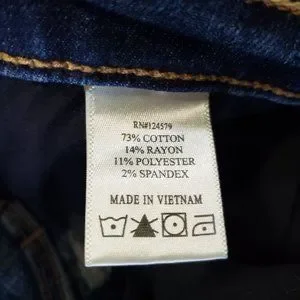 RN#124579
73% COTTON
14% RAYON
11% POLYESTER
2% SPANDEX
MADE IN VIETNAM